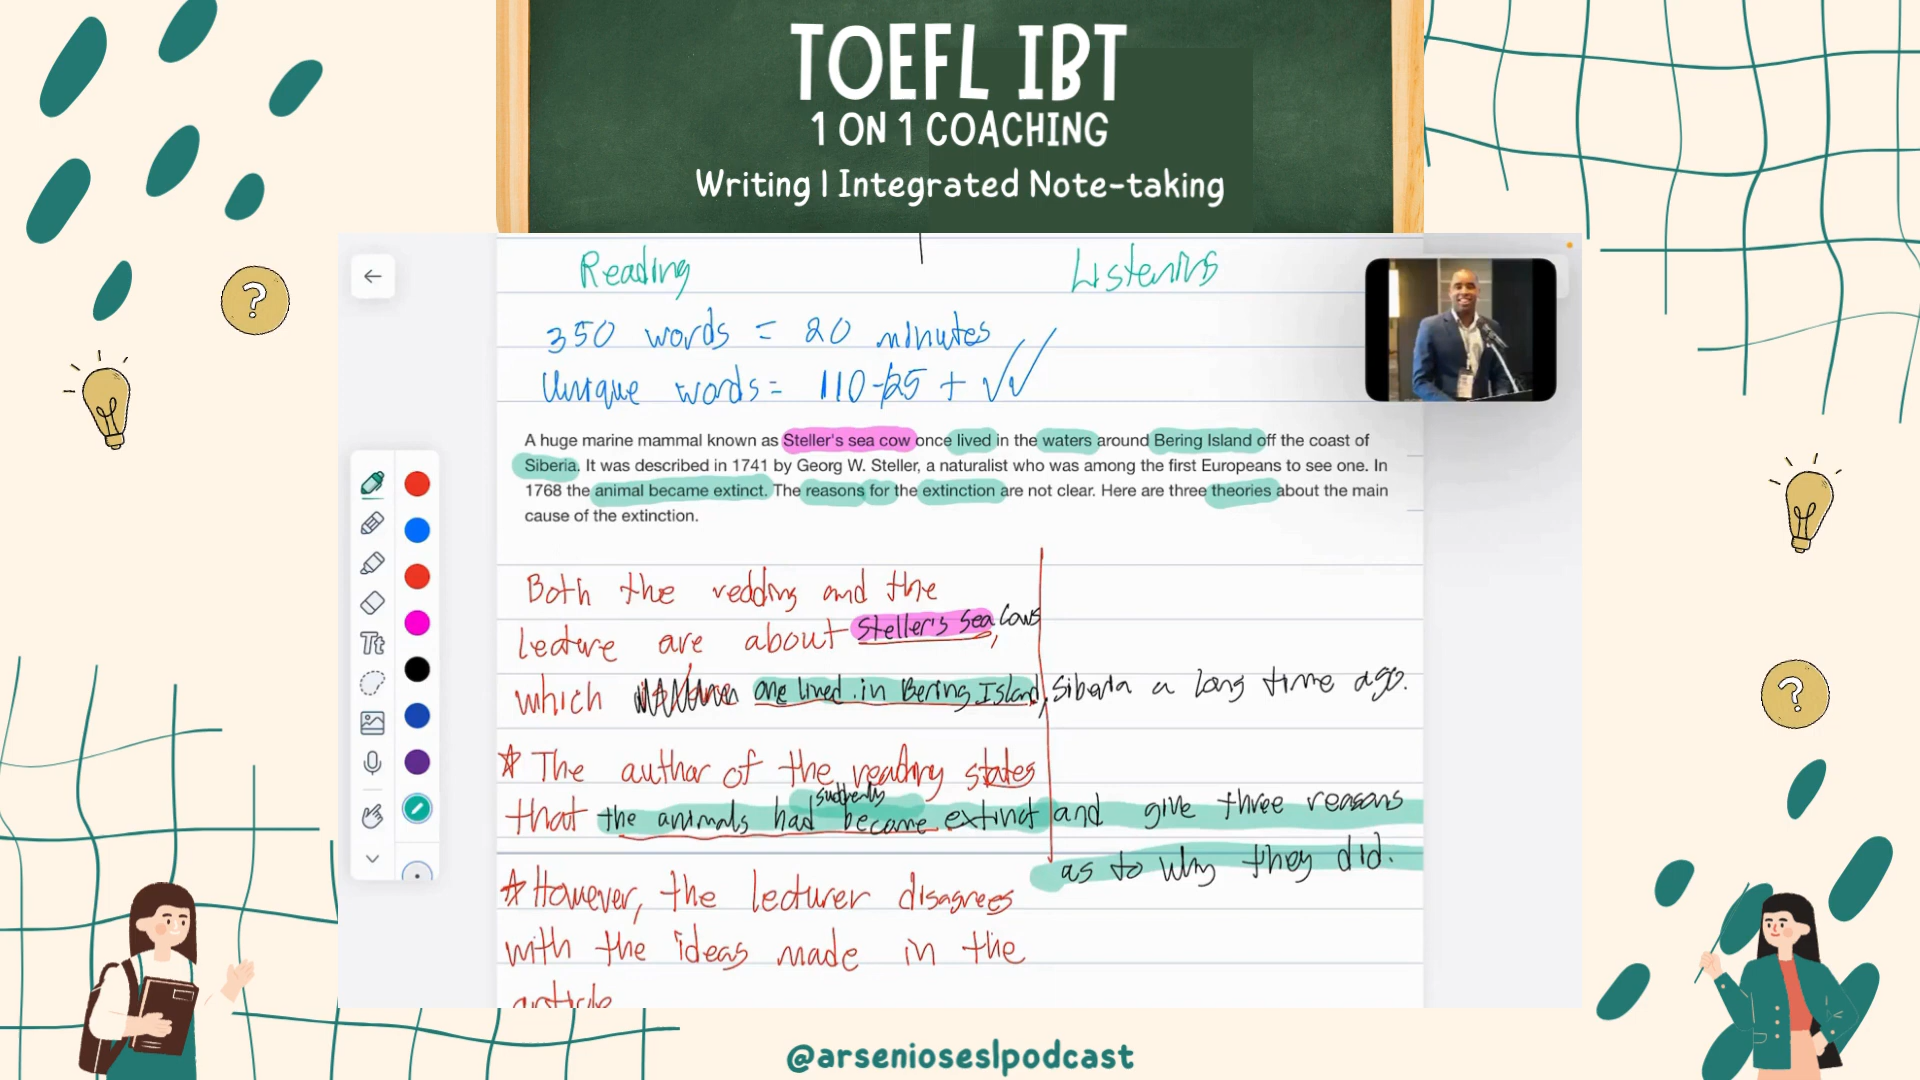 TOEFL IBT
1 ON 1 COACHING
Writing | Integrated Note-taking
Reading
Listening
350 words = 20 minutes
Unique words = 110-125 + √√
A huge marine mammal known as Steller's sea cow once lived in the waters around Bering Island off the coast of
Siberia. It was described in 1741 by Georg W. Steller, a naturalist who was among the first Europeans to see one. In
1768 the animal became extinct. The reasons for the extinction are not clear. Here are three theories about the main
cause of the extinction.
Both the reading and the
lecture are about Steller's Sea Cows,
which one lived in Bering Island, Siberia a long time ago.
☆ The author of the reading states
that the animals had suddenly became extinct and give three reasons
as to why they did.
☆ However, the lecturer disagrees
with the ideas made in the
article
Tt
?
?
@arsenioseslpodcast